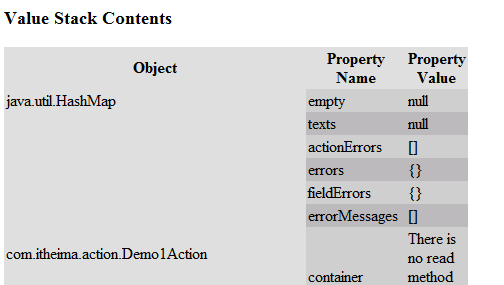 Value Stack Contents
Object Property Name Property Value
java.util.HashMap empty null
texts null
actionErrors []
errors {}
fieldErrors {}
errorMessages []
com.itheima.action.Demo1Action container There is no read method